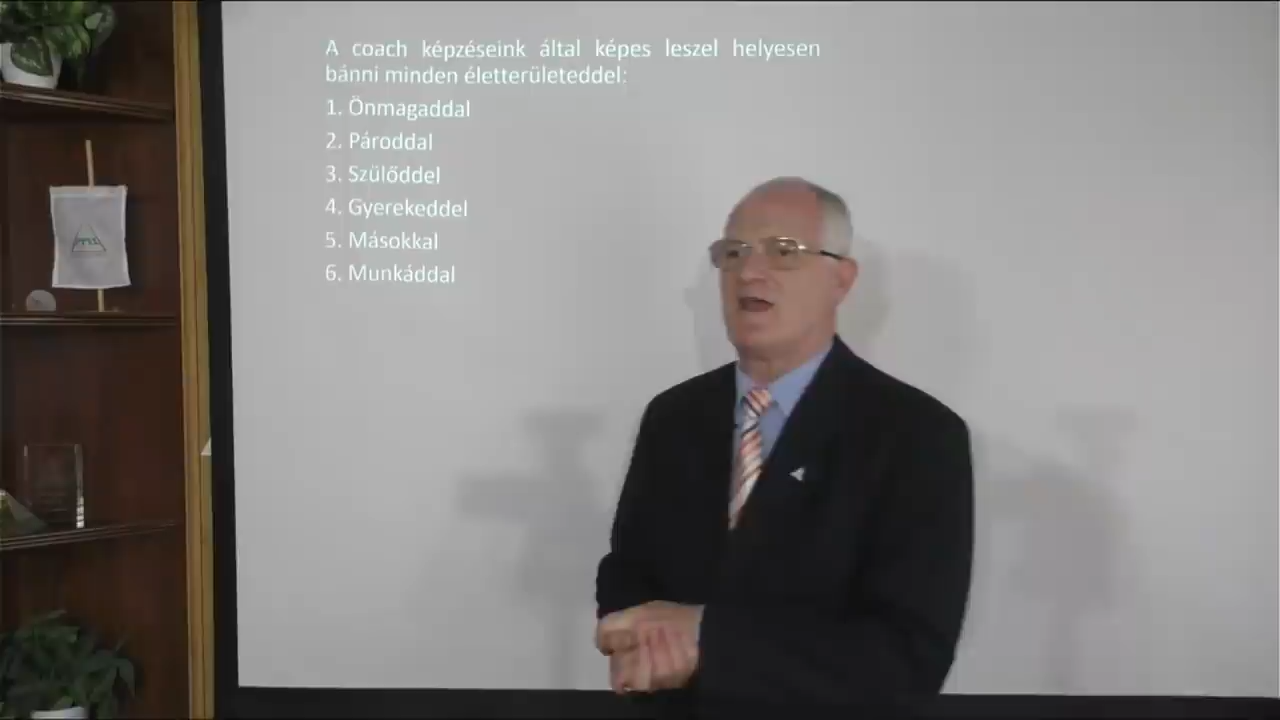 A coach képzéseink által képes leszel helyesen
bánni minden életterületeddel:
1. Önmagaddal
2. Pároddal
3. Szülőddel
4. Gyerekeddel
5. Másokkal
6. Munkáddal